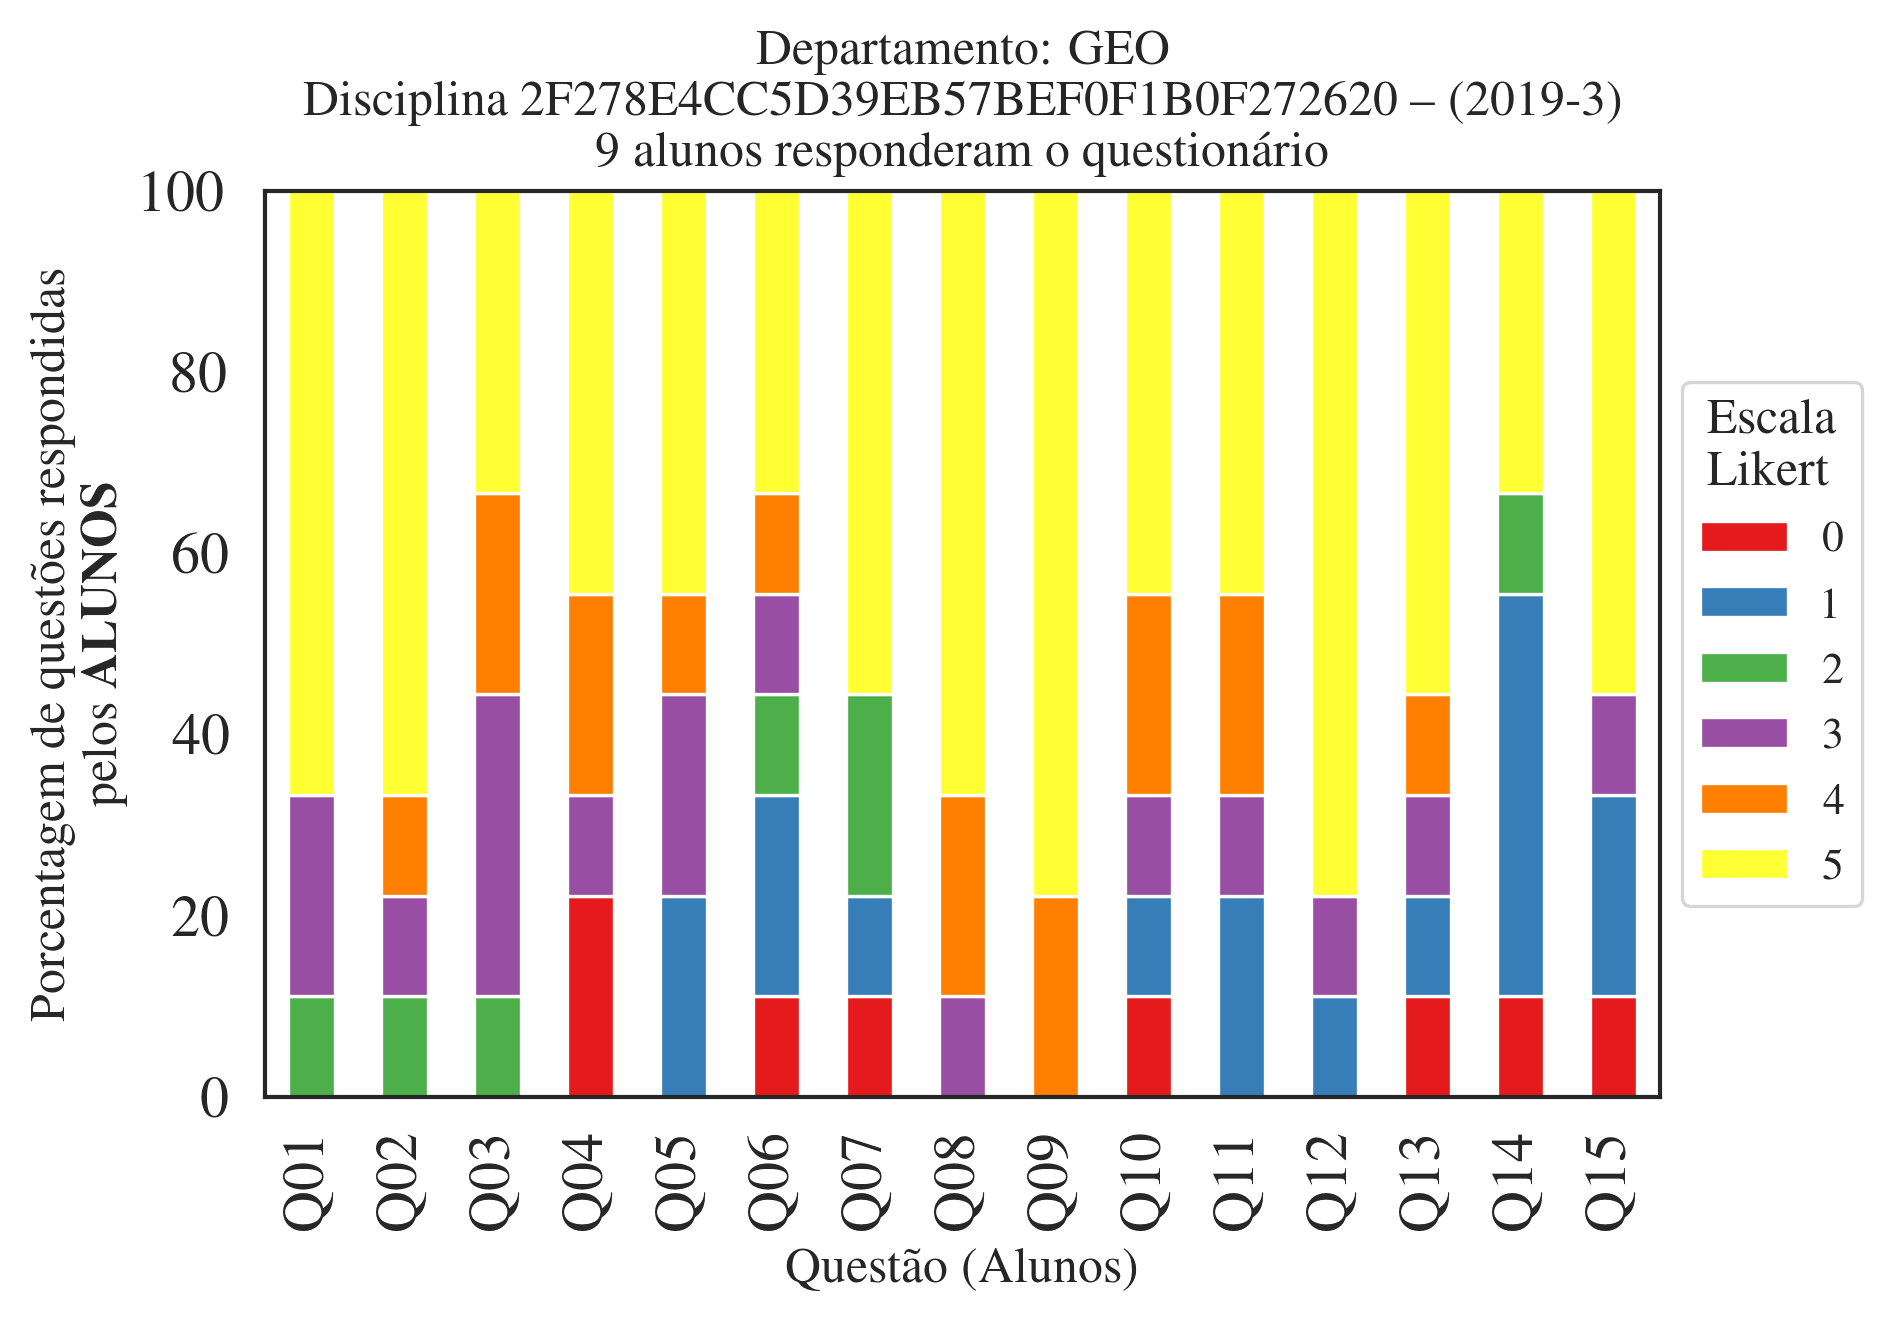 Departamento: GEO
Disciplina 2F278E4CC5D39EB57BEF0F1B0F272620 – (2019-3)
9 alunos responderam o questionário
Porcentagem de questões respondidas
pelos ALUNOS
100
80
60
40
20
0
Q01
Q02
Q03
Q04
Q05
Q06
Q07
Q08
Q09
Q10
Q11
Q12
Q13
Q14
Q15
Questão (Alunos)
Escala
Likert
0
1
2
3
4
5